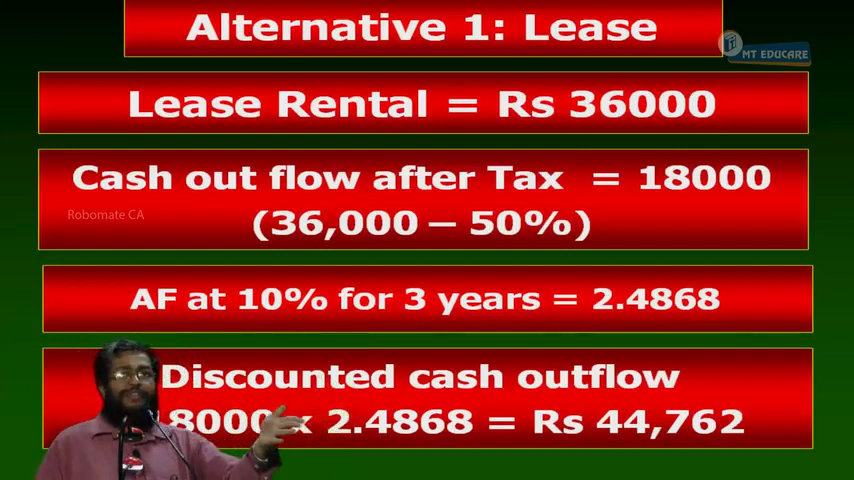 Alternative 1: Lease
MT EDUCARE
Lease Rental = Rs 36000
Cash out flow after Tax = 18000
Robomate CA
(36,000 – 50%)
AF at 10% for 3 years = 2.4868
Discounted cash outflow
8000 x 2.4868 = Rs 44,762